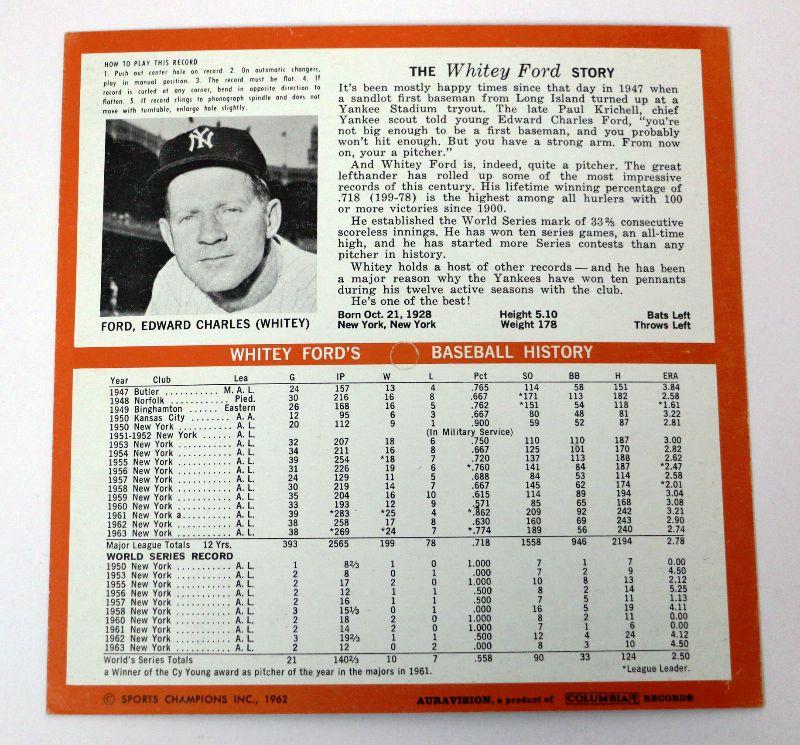 HOW TO PLAY THIS RECORD
1. Push out center hole on record. 2. On automatic changers,
play in manual position. 3. The record must be flat. 4. If
record is curled at any corner, bend in opposite direction to
flatten. 5. If record clings to phonograph spindle and does not
move with turntable, enlarge hole slightly.
NY
FORD, EDWARD CHARLES (WHITEY)
THE Whitey Ford STORY
It's been mostly happy times since that day in 1947 when
a sandlot first baseman from Long Island turned up at a
Yankee Stadium tryout. The late Paul Krichell, chief
Yankee scout told young Edward Charles Ford, "you're
not big enough to be a first baseman, and you probably
won't hit enough. But you have a strong arm. From now
on, your a pitcher."
And Whitey Ford is, indeed, quite a pitcher. The great
lefthander has rolled up some of the most impressive
records of this century. His lifetime winning percentage of
.718 (199-78) is the highest among all hurlers with 100
or more victories since 1900.
He established the World Series mark of 33⅔ consecutive
scoreless innings. He has won ten series games, an all-time
high, and he has started more Series contests than any
pitcher in history.
Whitey holds a host of other records — and he has been
a major reason why the Yankees have won ten pennants
during his twelve active seasons with the club.
He's one of the best!
Born Oct. 21, 1928 Height 5.10 Bats Left
New York, New York Weight 178 Throws Left
WHITEY FORD'S BASEBALL HISTORY
Year Club Lea G IP W L Pct SO BB H ERA
1947 Butler ........... M. A. L. 24 157 13 4 .765 114 58 151 3.84
1948 Norfolk ........... Pied. 30 216 16 8 .667 *171 113 182 2.58
1949 Binghamton ...... Eastern 26 168 16 5 .762 *151 54 118 *1.61
1950 Kansas City ........ A. A. 12 95 6 3 .667 80 48 81 3.22
1950 New York .......... A. L. 20 112 9 1 .900 59 52 87 2.81
1951-1952 New York ..... A. L. (In Military Service)
1953 New York .......... A. L. 32 207 18 6 .750 110 110 187 3.00
1954 New York .......... A. L. 34 211 16 8 .667 125 101 170 2.82
1955 New York .......... A. L. 39 254 *18 7 .720 137 113 188 2.62
1956 New York .......... A. L. 31 226 19 6 *.760 141 84 187 *2.47
1957 New York .......... A. L. 24 129 11 5 .688 84 53 114 2.58
1958 New York .......... A. L. 30 219 14 7 .667 145 62 174 *2.01
1959 New York .......... A. L. 35 204 16 10 .615 114 89 194 3.04
1960 New York .......... A. L. 33 193 12 9 .571 85 65 168 3.08
1961 New York a......... A. L. 39 *283 *25 4 *.862 209 92 242 3.21
1962 New York .......... A. L. 38 258 17 8 .630 160 69 243 2.90
1963 New York .......... A. L. 38 *269 *24 7 *.774 189 56 240 2.74
Major League Totals 12 Yrs. 393 2565 199 78 .718 1558 946 2194 2.78
WORLD SERIES RECORD
1950 New York .......... A. L. 1 8⅔ 1 0 1.000 7 1 7 0.00
1953 New York .......... A. L. 2 8 0 1 .000 7 2 9 4.50
1955 New York .......... A. L. 2 17 2 0 1.000 10 8 13 2.12
1956 New York .......... A. L. 2 12 1 1 .500 8 2 14 5.25
1957 New York .......... A. L. 2 16 1 1 .500 7 5 11 1.13
1958 New York .......... A. L. 3 15⅓ 0 1 .000 16 5 19 4.11
1960 New York .......... A. L. 2 18 2 0 1.000 8 2 11 0.00
1961 New York .......... A. L. 2 14 2 0 1.000 7 1 6 0.00
1962 New York .......... A. L. 3 19⅔ 1 1 .500 12 4 24 4.12
1963 New York .......... A. L. 2 12 0 2 .000 8 3 10 4.50
World's Series Totals 21 140⅔ 10 7 .558 90 33 124 2.50
a Winner of the Cy Young award as pitcher of the year in the majors in 1961. *League Leader.
© SPORTS CHAMPIONS INC., 1962 AURAVISION, a product of COLUMBIA RECORDS